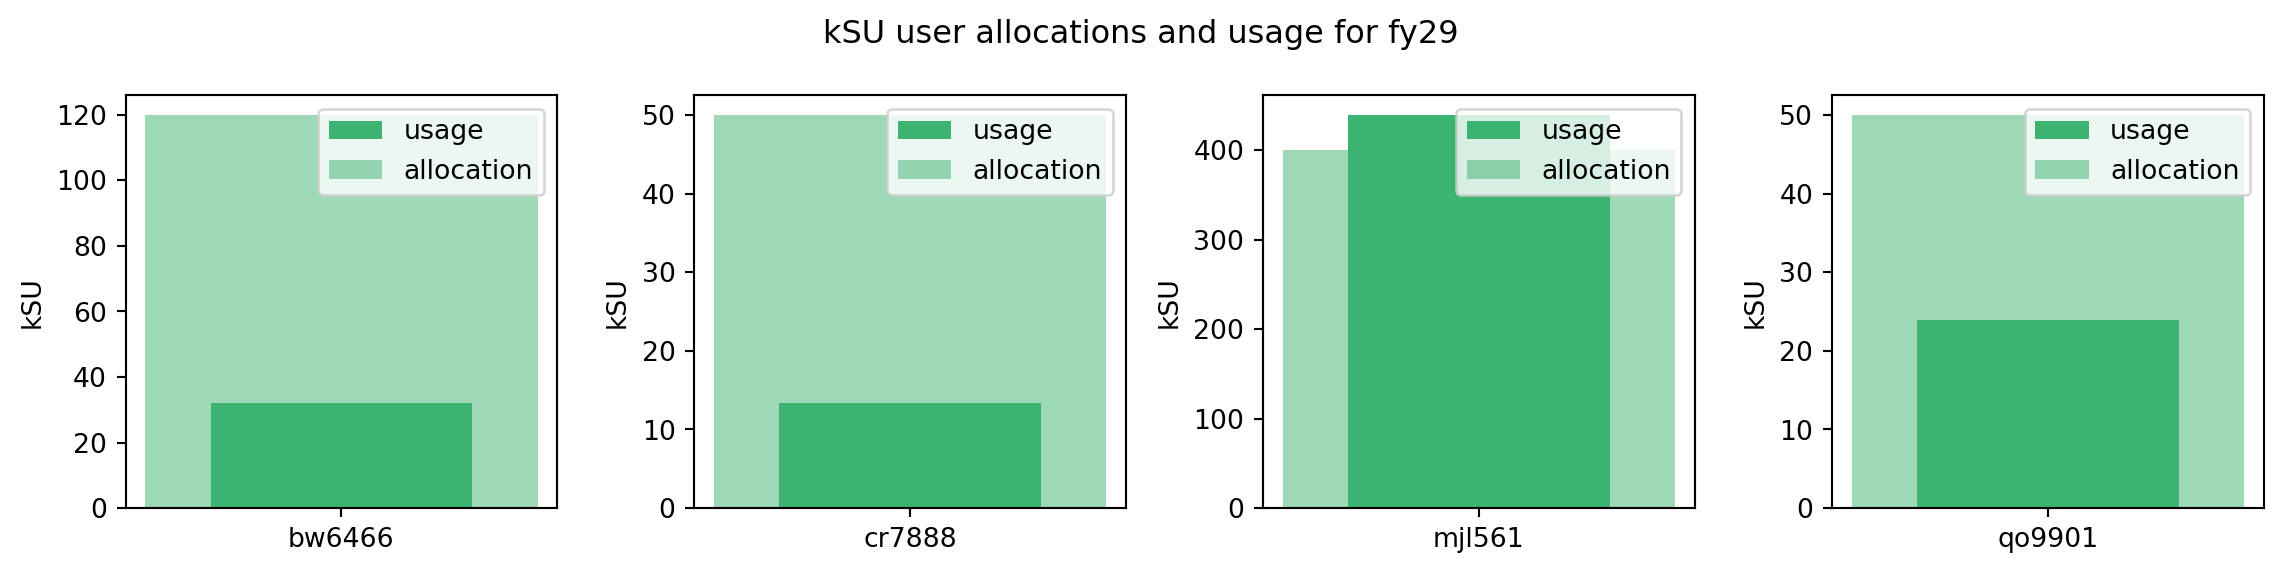 kSU user allocations and usage for fy29
120
100
80
60
40
20
0
kSU
usage
allocation
bw6466
50
40
30
20
10
0
kSU
usage
allocation
cr7888
400
300
200
100
0
kSU
usage
allocation
mjl561
50
40
30
20
10
0
kSU
usage
allocation
qo9901